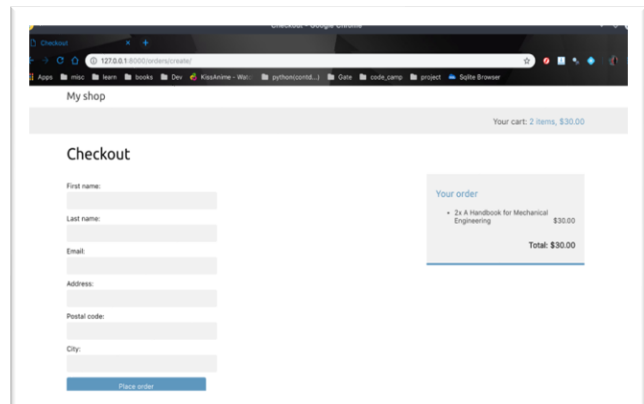 Checkout - Google Chrome
Checkout
127.0.0.1:8000/orders/create/
Apps misc learn books Dev KissAnime - Wat python(contd...) Gate code_camp project Sqlite Browser
My shop
Your cart: 2 items, $30.00
Checkout
First name:
Last name:
Email:
Address:
Postal code:
City:
Place order
Your order
2x A Handbook for Mechanical
Engineering $30.00
Total: $30.00